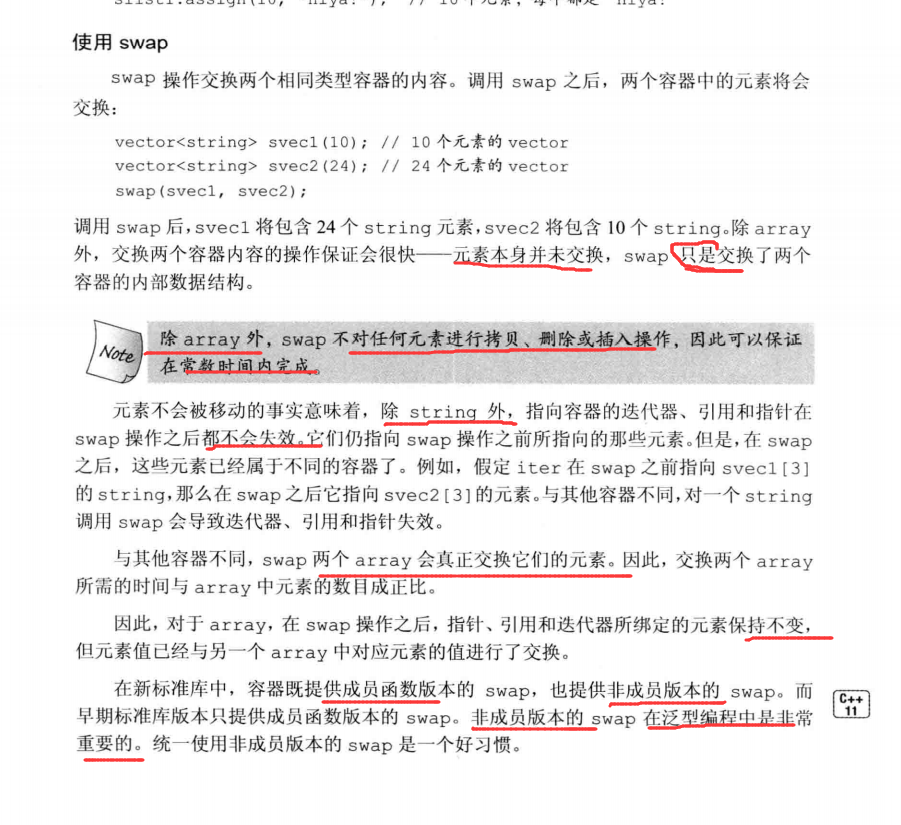 slist1.assign(10, "Hiya!"); // 10个元素，每个都是"Hiya!"
使用 swap
swap 操作交换两个相同类型容器的内容。调用 swap 之后，两个容器中的元素将会
交换：
vector<string> svec1(10); // 10 个元素的 vector
vector<string> svec2(24); // 24 个元素的 vector
swap(svec1, svec2);
调用 swap 后，svec1 将包含 24 个 string 元素，svec2 将包含 10 个 string。除 array
外，交换两个容器内容的操作保证会很快——元素本身并未交换，swap 只是交换了两个
容器的内部数据结构。
Note
除 array 外，swap 不对任何元素进行拷贝、删除或插入操作，因此可以保证
在常数时间内完成。
元素不会被移动的事实意味着，除 string 外，指向容器的迭代器、引用和指针在
swap 操作之后都不会失效。它们仍指向 swap 操作之前所指向的那些元素。但是，在 swap
之后，这些元素已经属于不同的容器了。例如，假定 iter 在 swap 之前指向 svec1[3]
的 string，那么在 swap 之后它指向 svec2[3]的元素。与其他容器不同，对一个 string
调用 swap 会导致迭代器、引用和指针失效。
与其他容器不同，swap 两个 array 会真正交换它们的元素。因此，交换两个 array
所需的时间与 array 中元素的数目成正比。
因此，对于 array，在 swap 操作之后，指针、引用和迭代器所绑定的元素保持不变，
但元素值已经与另一个 array 中对应元素的值进行了交换。
在新标准库中，容器既提供成员函数版本的 swap，也提供非成员版本的 swap。而
早期标准库版本只提供成员函数版本的 swap。非成员版本的 swap 在泛型编程中是非常
重要的。统一使用非成员版本的 swap 是一个好习惯。
C++
11